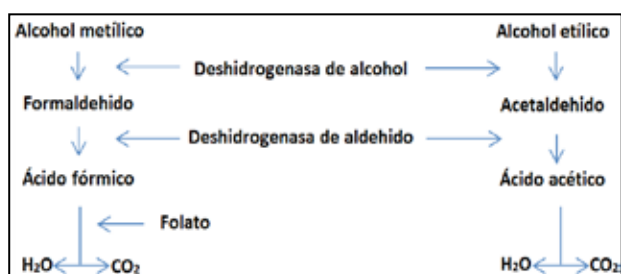 Alcohol metílico Alcohol etílico
Deshidrogenasa de alcohol
Formaldehido Acetaldehido
Deshidrogenasa de aldehido
Ácido fórmico Ácido acético
Folato
H₂O CO₂ H₂O CO₂